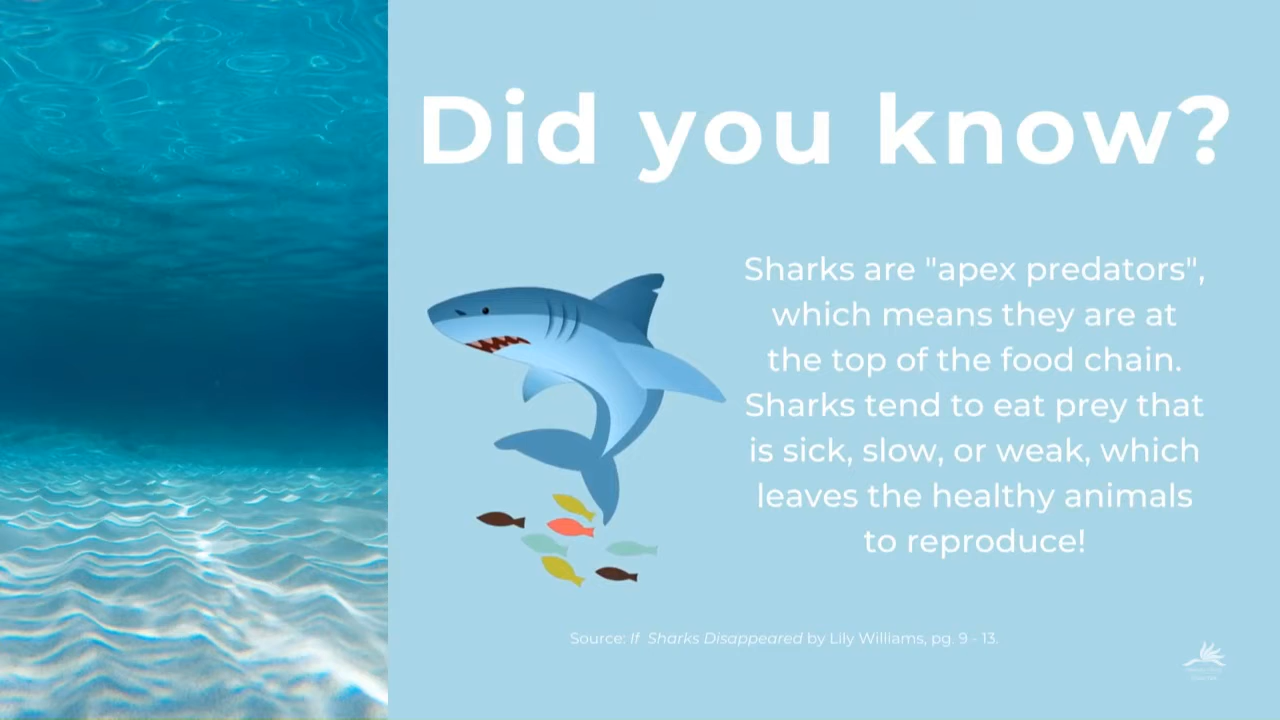 Did you know?
Sharks are "apex predators",
which means they are at
the top of the food chain.
Sharks tend to eat prey that
is sick, slow, or weak, which
leaves the healthy animals
to reproduce!
Source: If Sharks Disappeared by Lily Williams, pg. 9 - 13.